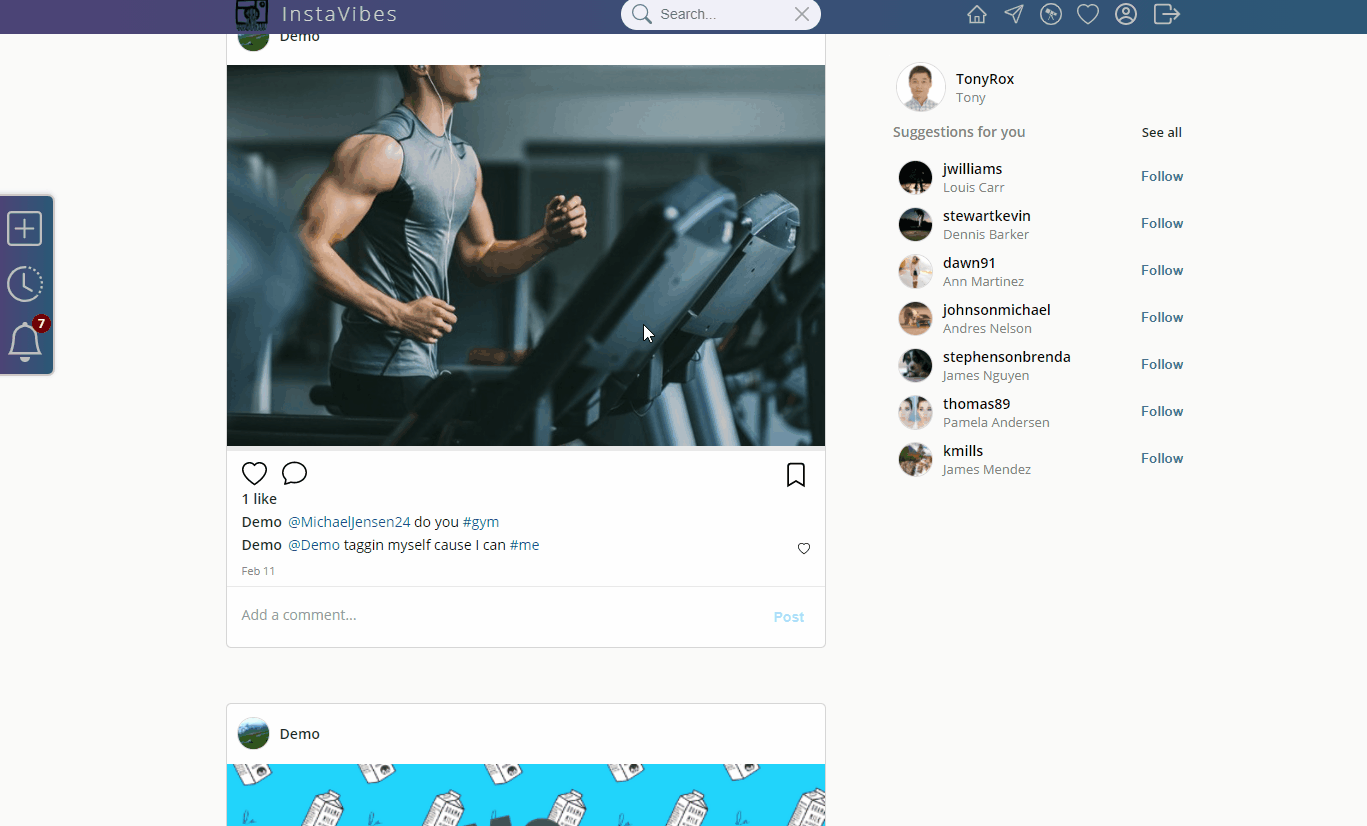 InstaVibes
Search...
Demo
TonyRox
Tony
Suggestions for you
See all
jwilliams
Louis Carr
Follow
stewartkevin
Dennis Barker
Follow
dawn91
Ann Martinez
Follow
johnsonmichael
Andres Nelson
Follow
stephensonbrenda
James Nguyen
Follow
thomas89
Pamela Andersen
Follow
kmills
James Mendez
Follow
7
1 like
Demo @MichaelJensen24 do you #gym
Demo @Demo taggin myself cause I can #me
Feb 11
Add a comment...
Post
Demo